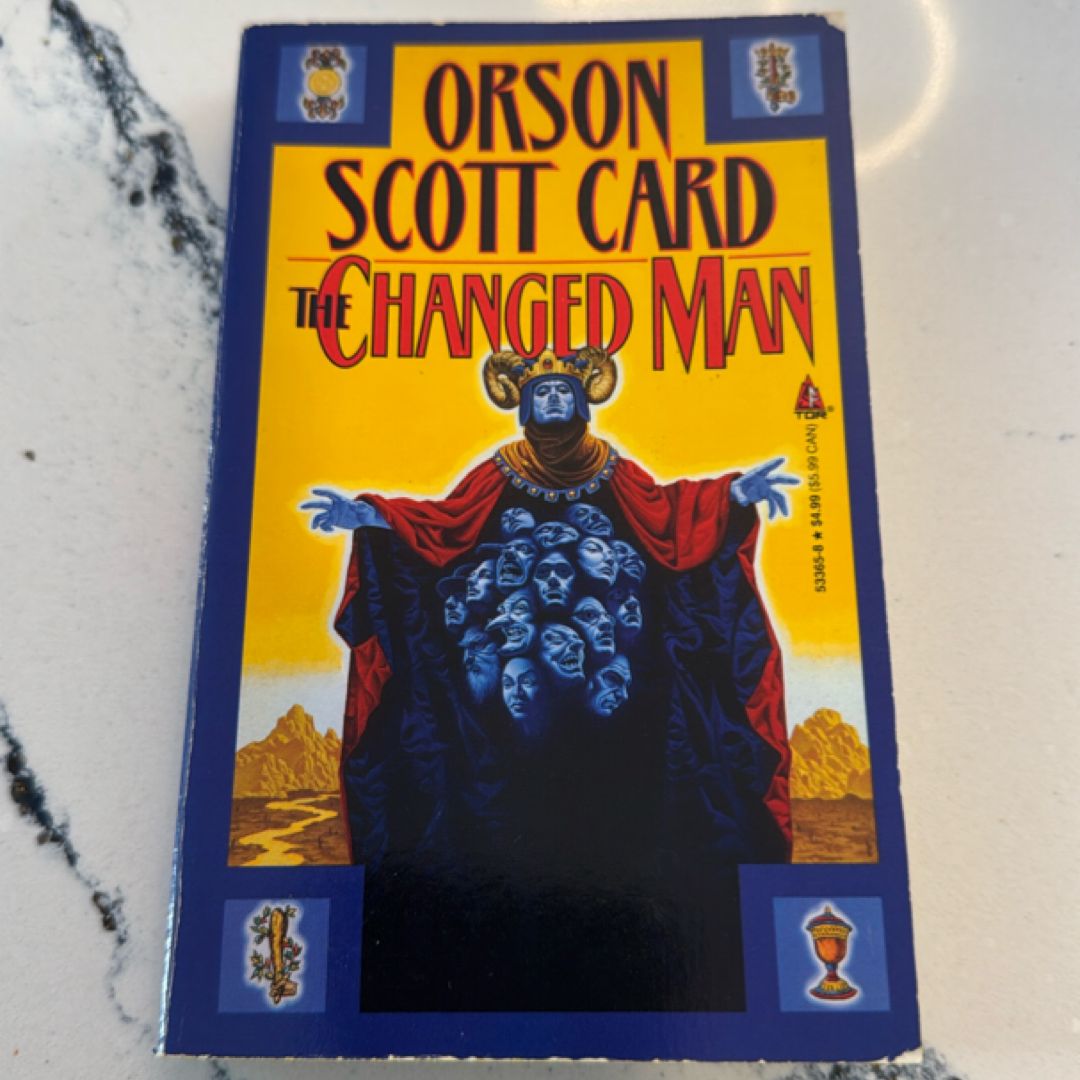 ORSON
SCOTT CARD
THE CHANGED MAN
TOR®
53365-8 ★ $4.99 ($5.99 CAN)